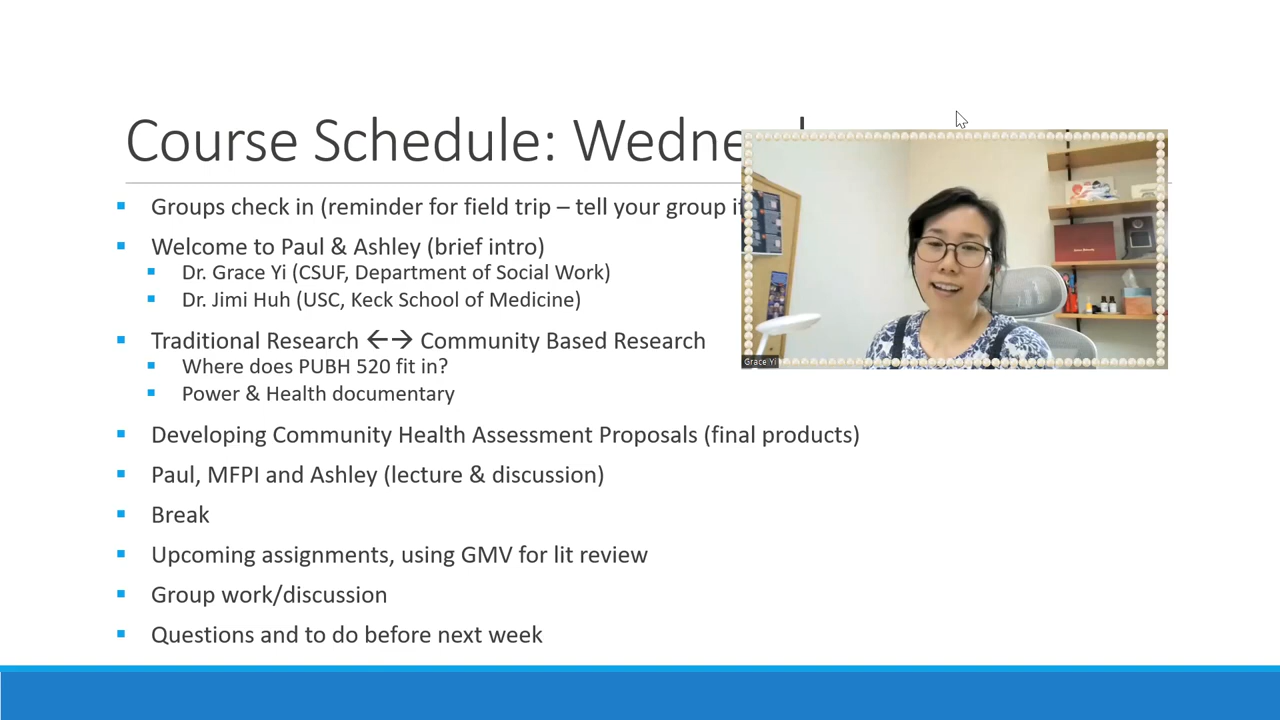 Course Schedule: Wedne
Groups check in (reminder for field trip – tell your group if
Welcome to Paul & Ashley (brief intro)
Dr. Grace Yi (CSUF, Department of Social Work)
Dr. Jimi Huh (USC, Keck School of Medicine)
Traditional Research ←→ Community Based Research
Where does PUBH 520 fit in?
Power & Health documentary
Developing Community Health Assessment Proposals (final products)
Paul, MFPI and Ashley (lecture & discussion)
Break
Upcoming assignments, using GMV for lit review
Group work/discussion
Questions and to do before next week
Grace Yi